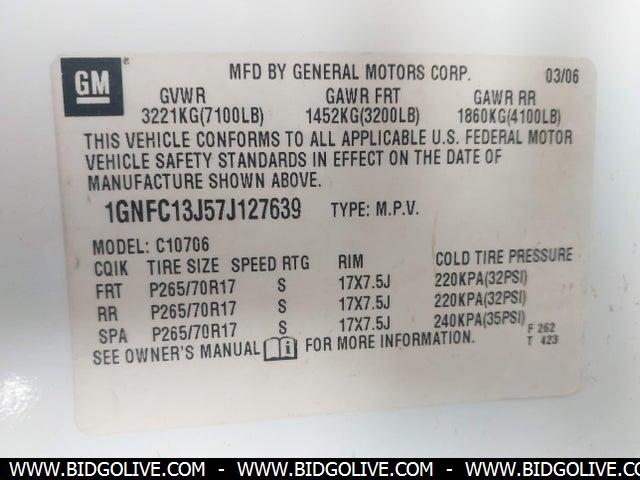 GM
MFD BY GENERAL MOTORS CORP. 03/06
GVWR GAWR FRT GAWR RR
3221KG(7100LB) 1452KG(3200LB) 1860KG(4100LB)
THIS VEHICLE CONFORMS TO ALL APPLICABLE U.S. FEDERAL MOTOR
VEHICLE SAFETY STANDARDS IN EFFECT ON THE DATE OF
MANUFACTURE SHOWN ABOVE.
1GNFC13J57J127639 TYPE: M.P.V.
MODEL: C10706
CQIK TIRE SIZE SPEED RTG RIM COLD TIRE PRESSURE
FRT P265/70R17 S 17X7.5J 220KPA(32PSI)
RR P265/70R17 S 17X7.5J 220KPA(32PSI)
SPA P265/70R17 S 17X7.5J 240KPA(35PSI)
SEE OWNER'S MANUAL i FOR MORE INFORMATION.
F 262
T 423
WWW.BIDGOLIVE.COM - WWW.BIDGOLIVE.COM - WWW.BIDGOLIVE.COM